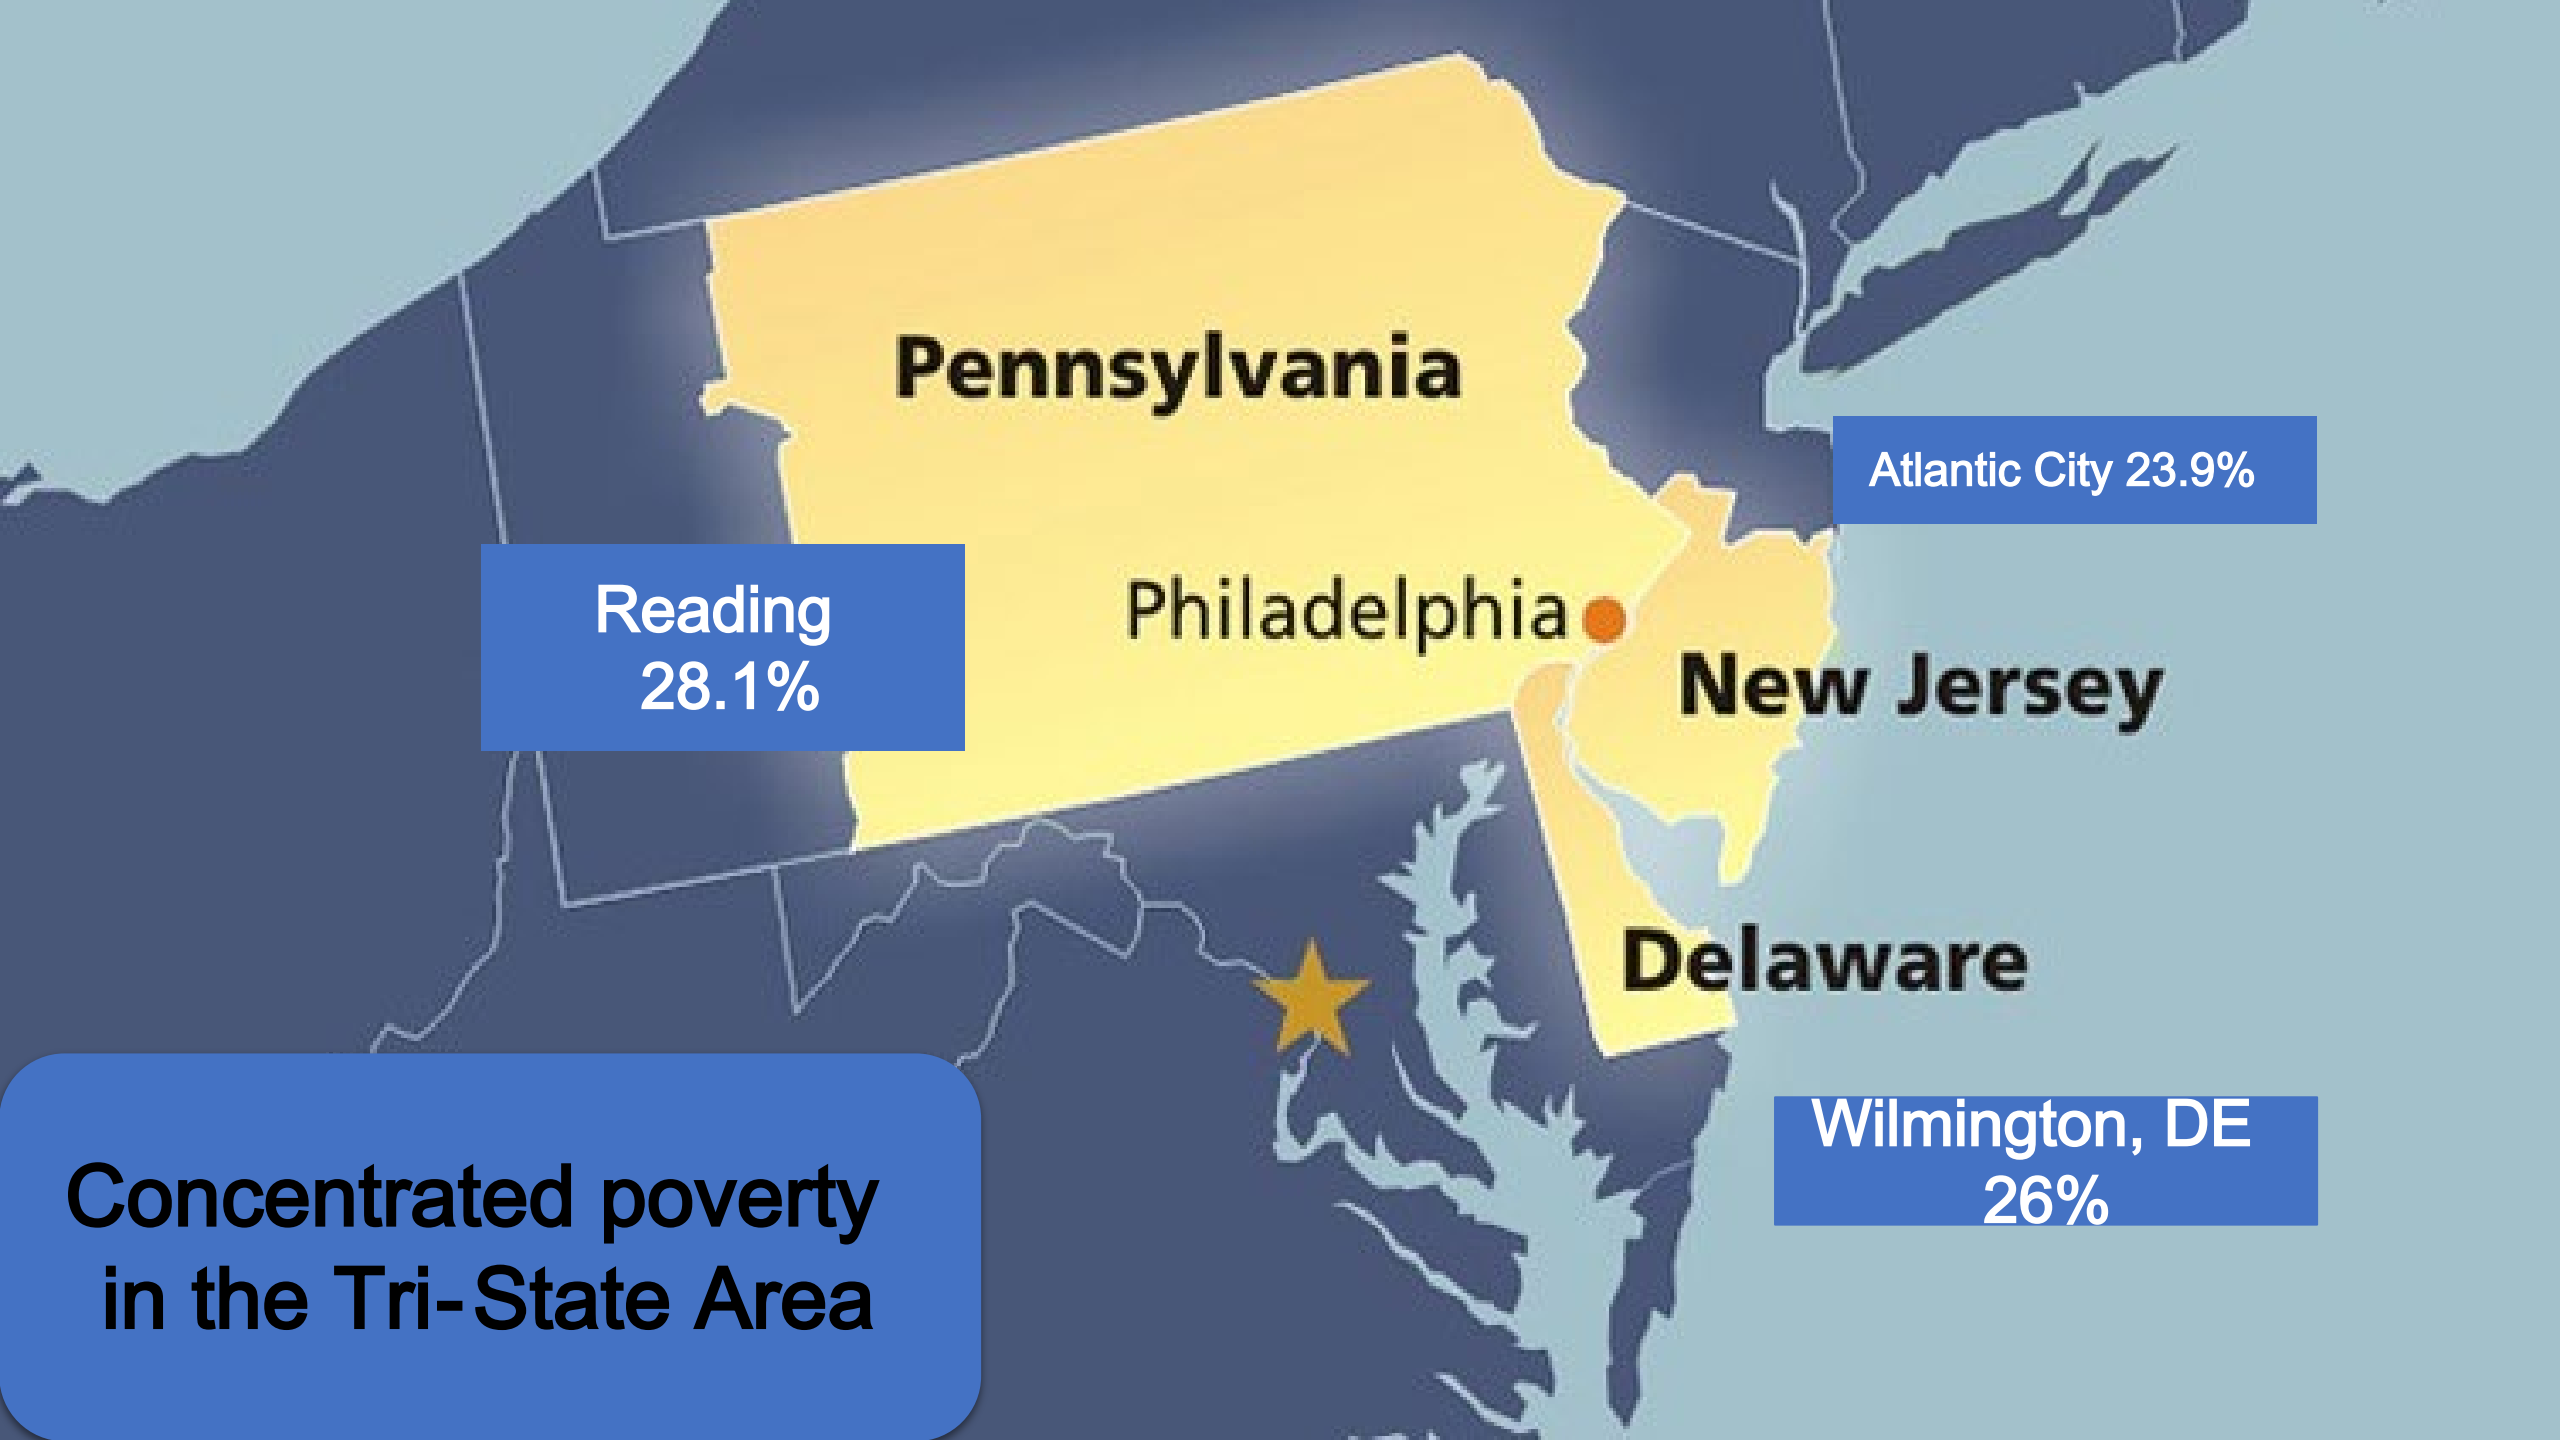 Pennsylvania
Atlantic City 23.9%
Reading
28.1%
Philadelphia
New Jersey
Delaware
Wilmington, DE
26%
Concentrated poverty
in the Tri-State Area